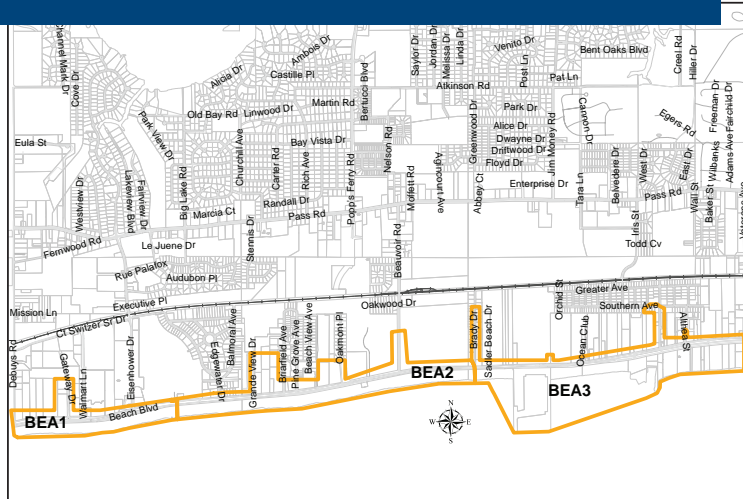 Channel Mark Dr
Cove Dr
Alicia Dr
Ambois Dr
Castille Pl
Bertucci Blvd
Saylor Dr
Jordan Dr
Melissa Dr
Linda Dr
Venito Dr
Post Ln
Bent Oaks Blvd
Creel Rd
Hiller Dr
Pat Ln
Atkinson Rd
Old Bay Rd
Linwood Dr
Martin Rd
Park View Dr
Eula St
Bay Vista Dr
Nelson Rd
Greenwood Dr
Park Dr
Alice Dr
Dwayne Dr
Driftwood Dr
Floyd Dr
Jim Money Rd
Cannon Dr
Egers Rd
Freeman Dr
Fairchild Dr
Adams Ave
Wilbanks
Baker St
Wall St
East Dr
West Dr
Belvedere Dr
Tara Ln
Enterprise Dr
Abbey Ct
Agincourt Ave
Moffett Rd
Popp's Ferry Rd
Rich Ave
Carter Rd
Churchill Ave
Big Lake Rd
Fairview Dr
Lakeview Blvd
Westview Dr
Marcia Ct
Randall Dr
Pass Rd
Pass Rd
Iris St
Todd Cv
Fernwood Rd
Le Juene Dr
Stennis Dr
Beauvoir Rd
Rue Palafox
Audubon Pl
Mission Ln
Executive Pl
Oakwood Dr
Orchid St
Greater Ave
Southern Ave
Ct Switzer Sr Dr
Debuys Rd
Gateway Dr
Walmart Ln
Eisenhower Dr
Edgewater Dr
Balmoral Ave
Grande View Dr
Briarfield Ave
Pine Grove Ave
Beach View Ave
Oakmont Pl
Brady Dr
Sadler Beach Dr
Ocean Club
Althea St
Beach Blvd
BEA1
BEA2
BEA3
N
W
E
S